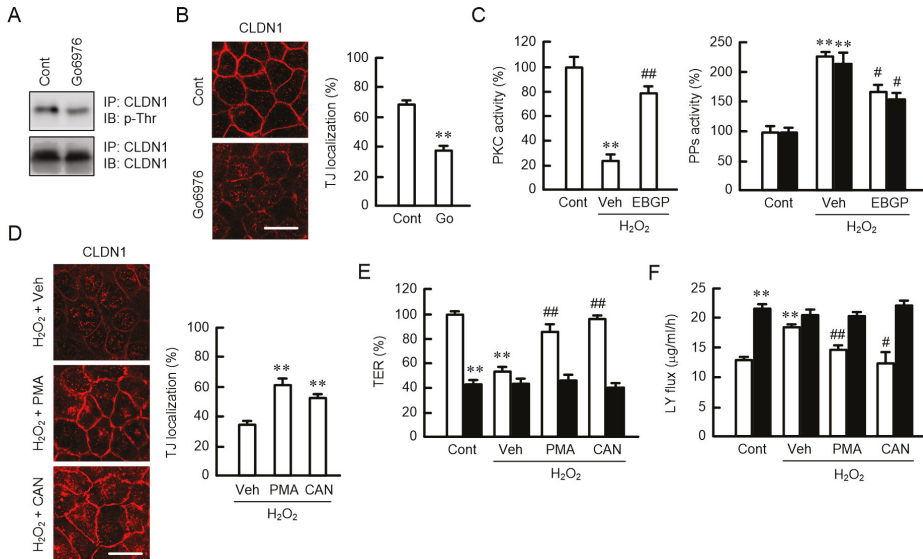 A
Cont
Go6976
IP: CLDN1
IB: p-Thr
IP: CLDN1
IB: CLDN1
B
CLDN1
Cont
Go6976
TJ localization (%)
100
80
60
40
20
0
**
Cont Go
C
PKC activity (%)
120
100
80
60
40
20
0
**
##
Cont Veh EBGP
H₂O₂
PPs activity (%)
250
200
150
100
50
0
** **
# #
Cont Veh EBGP
H₂O₂
D
CLDN1
H₂O₂ + Veh
H₂O₂ + PMA
H₂O₂ + CAN
TJ localization (%)
100
80
60
40
20
0
** **
Veh PMA CAN
H₂O₂
E
TER (%)
120
100
80
60
40
0
**
**
##
##
Cont Veh PMA CAN
H₂O₂
F
LY flux (μg/ml/h)
25
20
15
10
5
0
**
**
##
#
Cont Veh PMA CAN
H₂O₂